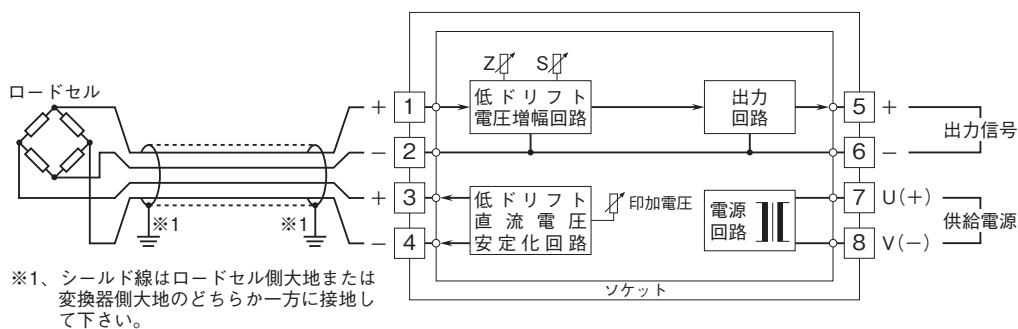 ロードセル
Z
S
低ドリフト
電圧増幅回路
出力
回路
+ 1
− 2
+ 3
− 4
5 +
6 −
出力信号
低ドリフト
直流電圧
安定化回路
印加電圧
電源
回路
7 U(+)
8 V(−)
供給電源
※1
※1
ソケット
※1、シールド線はロードセル側大地または
変換器側大地のどちらか一方に接地し
て下さい。